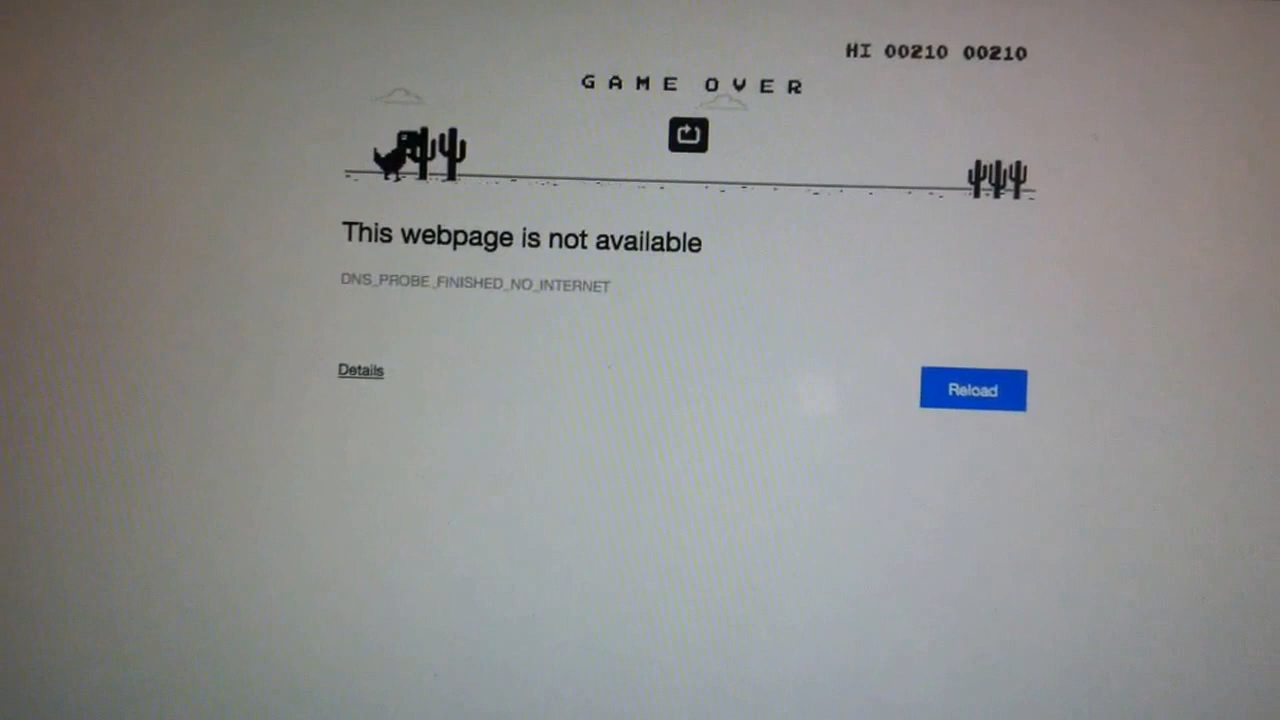 HI 00210 00210
GAME OVER
This webpage is not available
DNS_PROBE_FINISHED_NO_INTERNET
Details
Reload